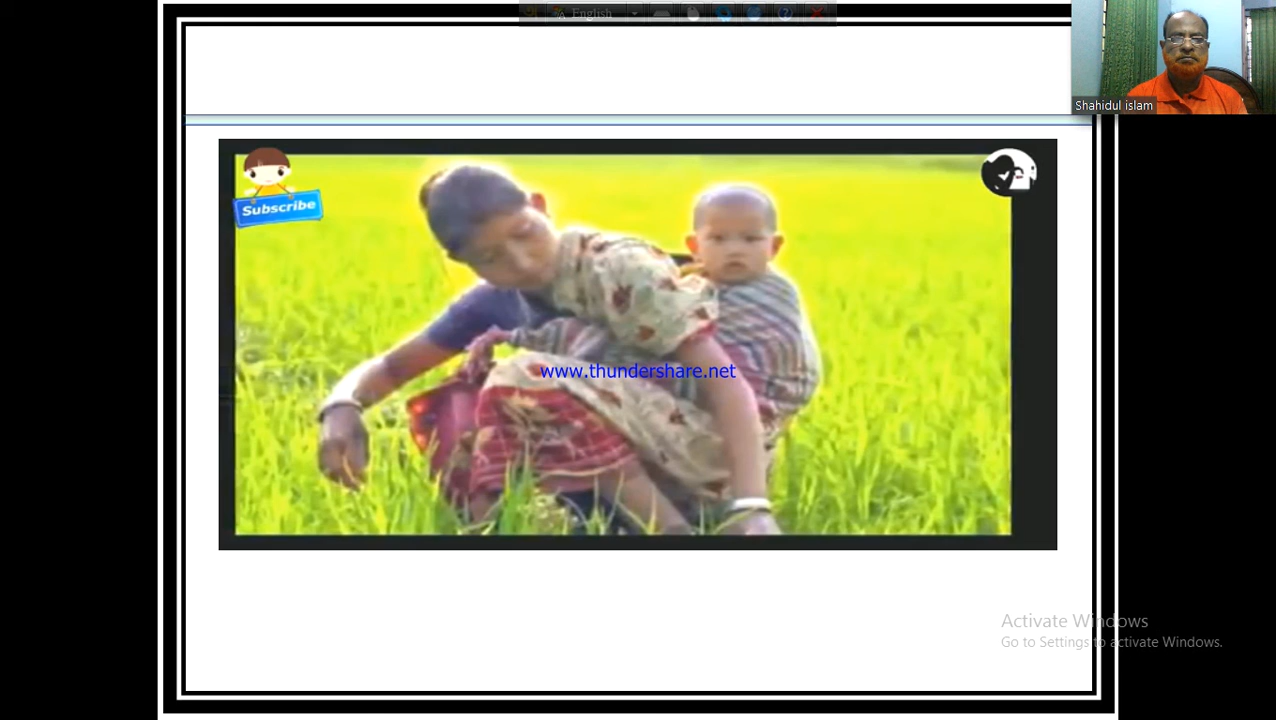 English
Shahidul islam
Subscribe
www.thundershare.net
Activate Windows
Go to Settings to activate Windows.